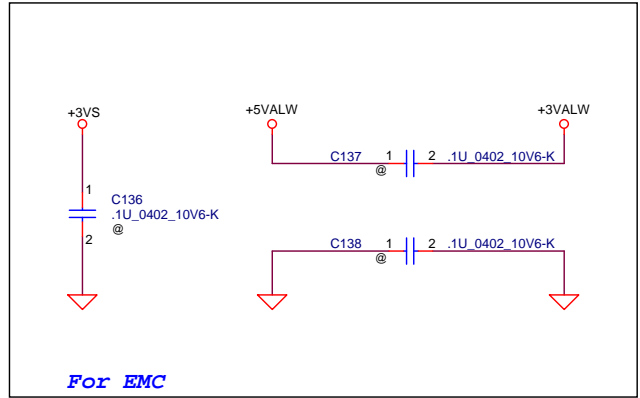 +3VS
+5VALW
+3VALW
C137 1 2 .1U_0402_10V6-K
@
1
C136
.1U_0402_10V6-K
@
2
C138 1 2 .1U_0402_10V6-K
@
For EMC